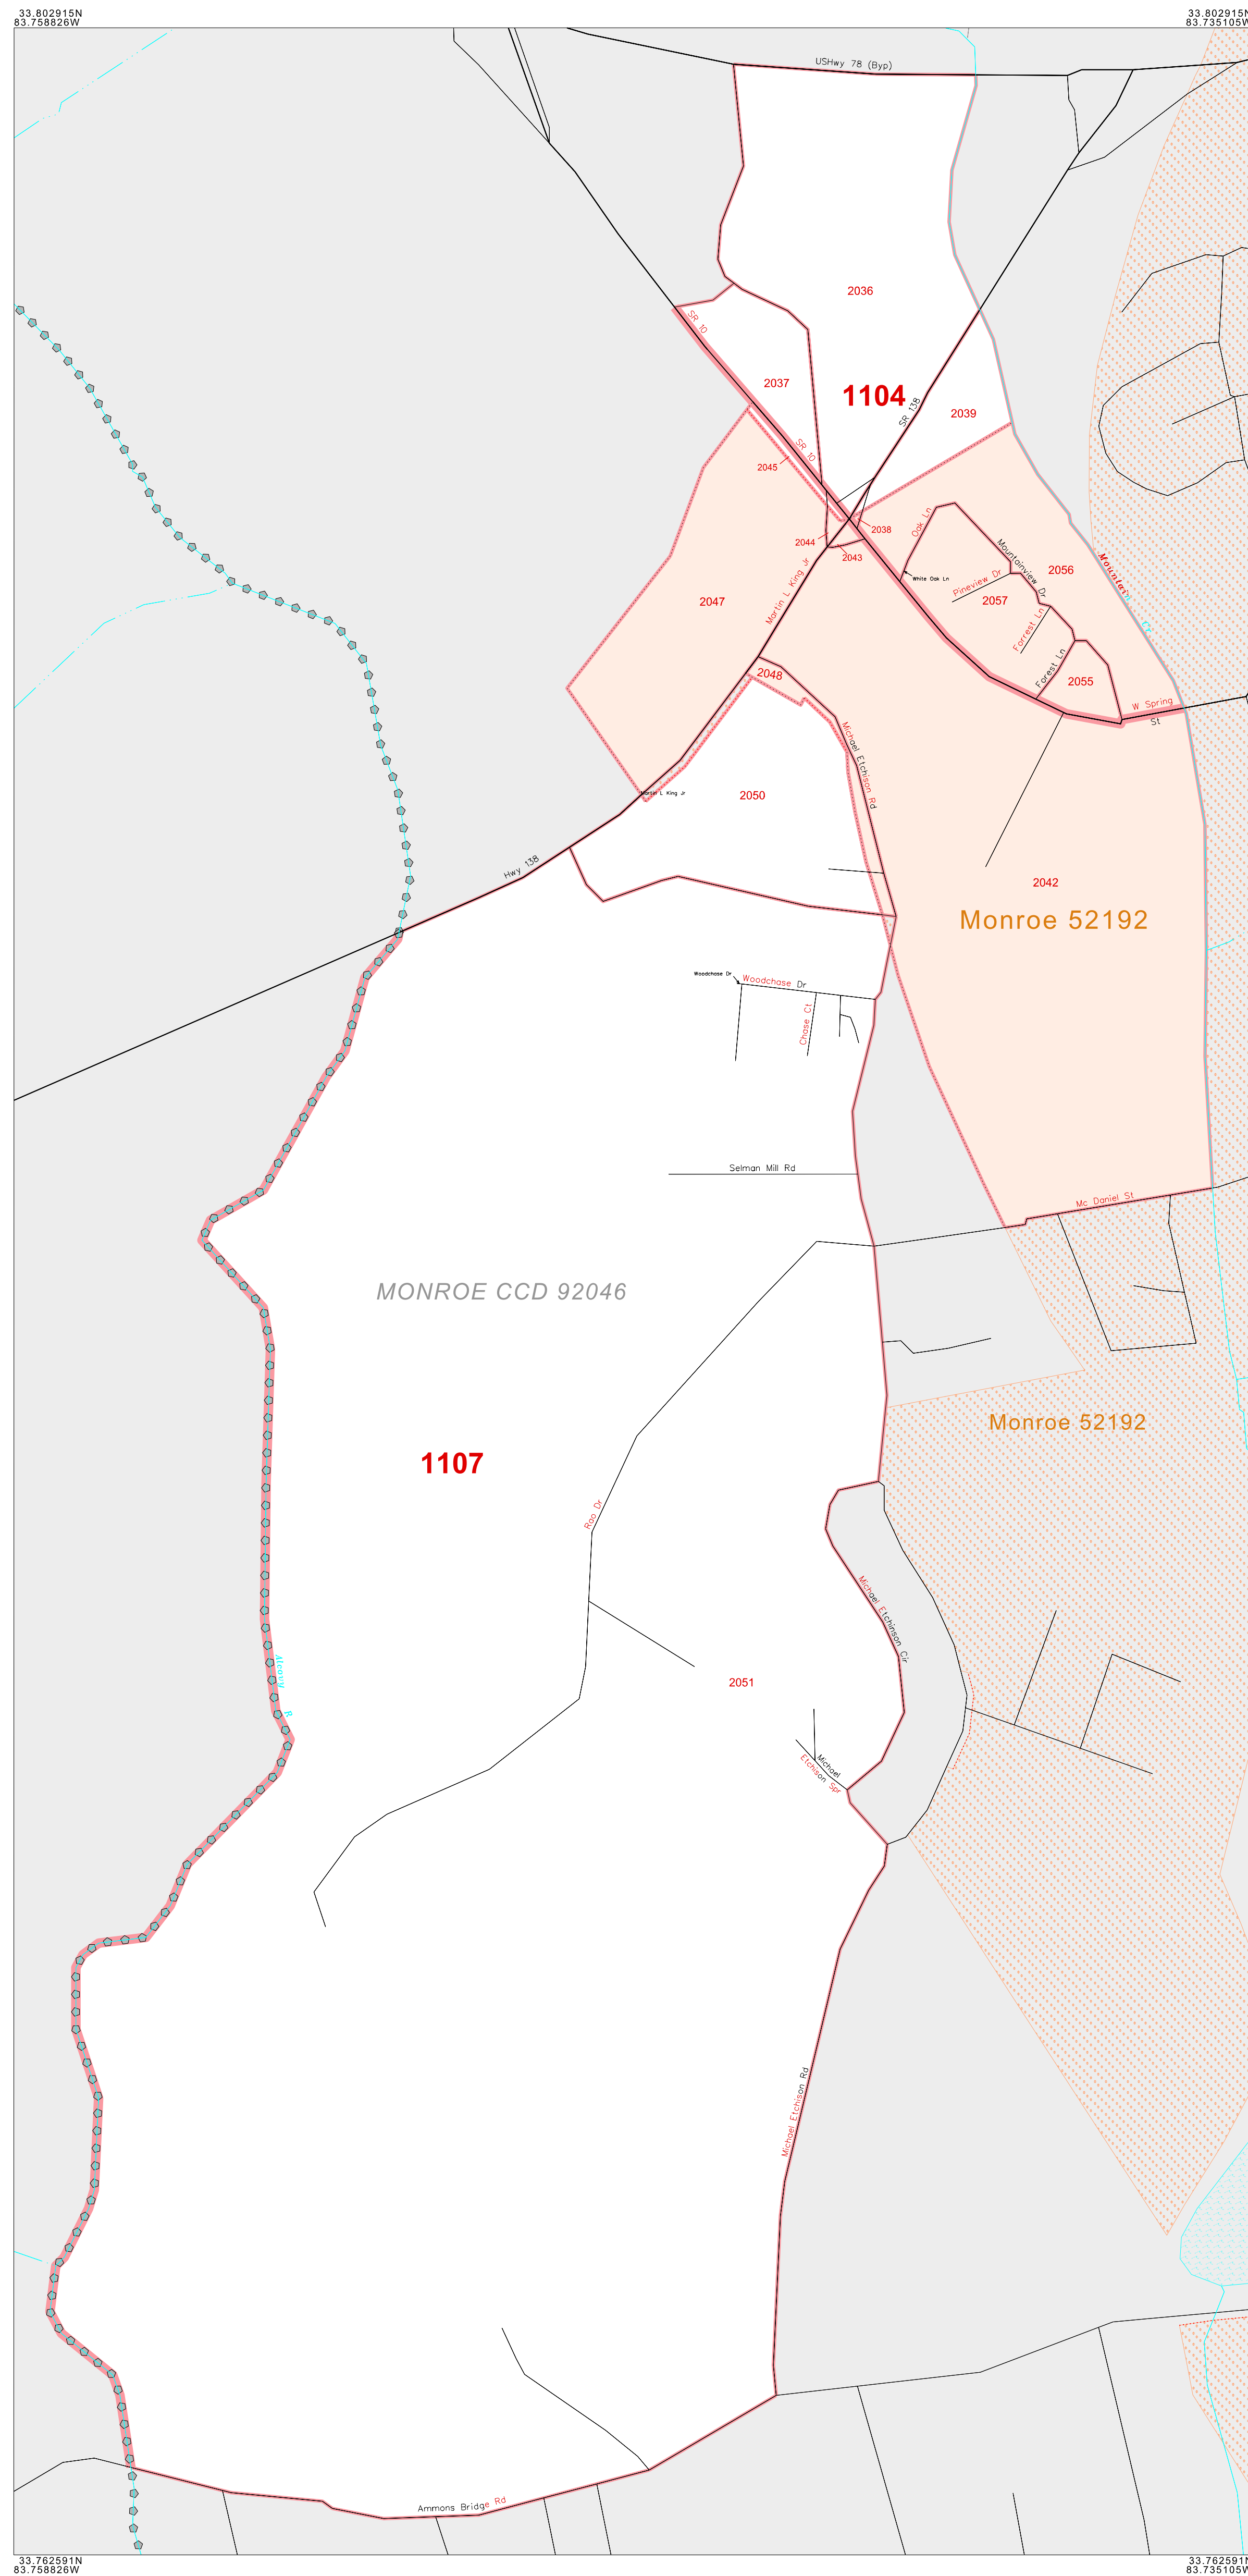 33.802915N
83.758826W
33.802915N
83.735105W
USHwy 78 (Byp)
2036
SR 10
2037
1104
SR 138
2039
SR 10
2045
2038
2044
2043
Oak Ln
Mountainview Dr
Mountain Cr
2056
White Oak Ln
Pineview Dr
2057
Martin L King Jr
2047
Forrest Ln
Forest Ln
2048
2055
W Spring
St
Michael Etchison Rd
Martin L King Jr
2050
Hwy 138
2042
Monroe 52192
Woodchase Dr
Woodchase Dr
Chase Ct
Selman Mill Rd
Mc Daniel St
MONROE CCD 92046
Monroe 52192
1107
Rao Dr
Michael Etchinson Cir
Alcovy R
2051
Michael
Etchison Spr
Michael Etchison Rd
Ammons Bridge Rd
33.762591N
83.758826W
33.762591N
83.735105W